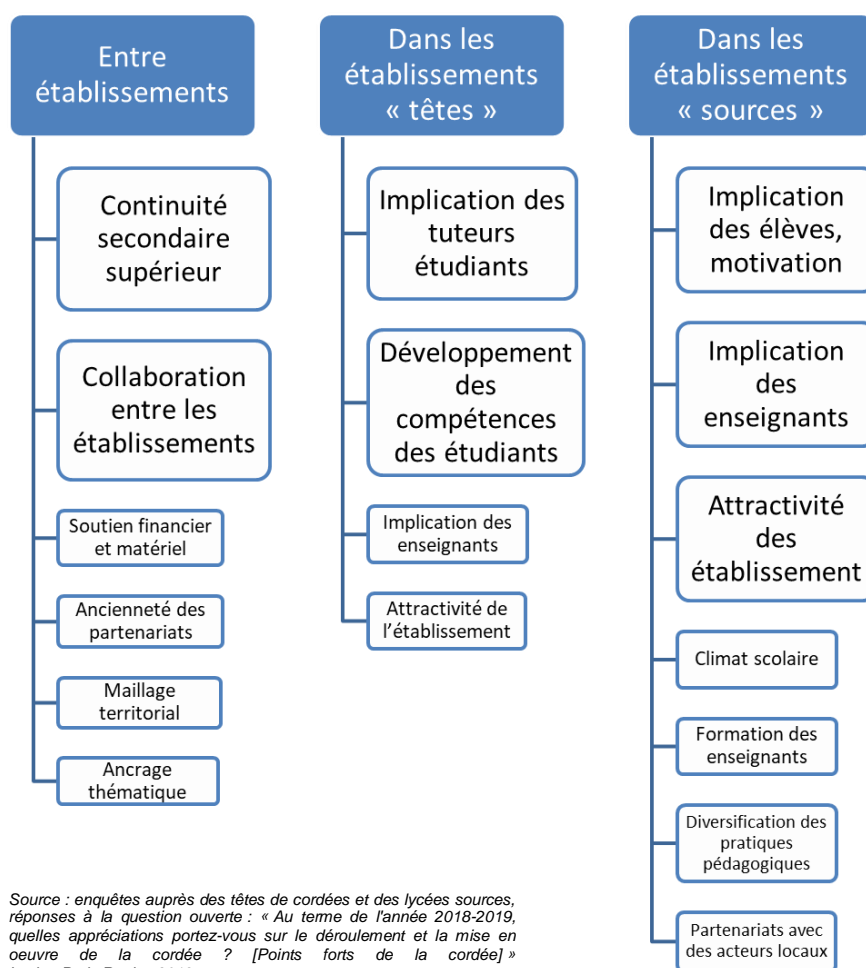 Entre
établissements
Continuité
secondaire
supérieur
Collaboration
entre les
établissements
Soutien financier
et matériel
Ancienneté des
partenariats
Maillage
territorial
Ancrage
thématique
Dans les
établissements
« têtes »
Implication des
tuteurs
étudiants
Développement
des
compétences
des étudiants
Implication des
enseignants
Attractivité de
l’établissement
Dans les
établissements
« sources »
Implication
des élèves,
motivation
Implication
des
enseignants
Attractivité
des
établissement
Climat scolaire
Formation des
enseignants
Diversification des
pratiques
pédagogiques
Partenariats avec
des acteurs locaux
Source : enquêtes auprès des têtes de cordées et des lycées sources,
réponses à la question ouverte : « Au terme de l'année 2018-2019,
quelles appréciations portez-vous sur le déroulement et la mise en
oeuvre de la cordée ? [Points forts de la cordée] »